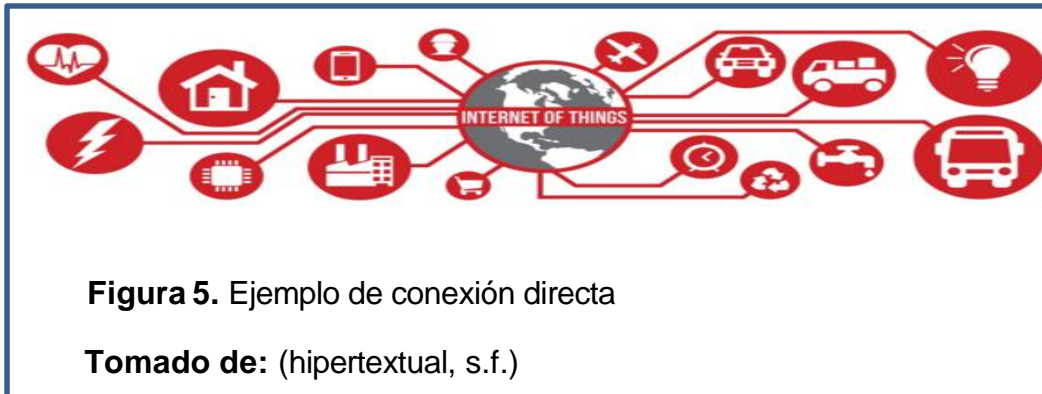 INTERNET OF THINGS
Figura 5. Ejemplo de conexión directa
Tomado de: (hipertextual, s.f.)